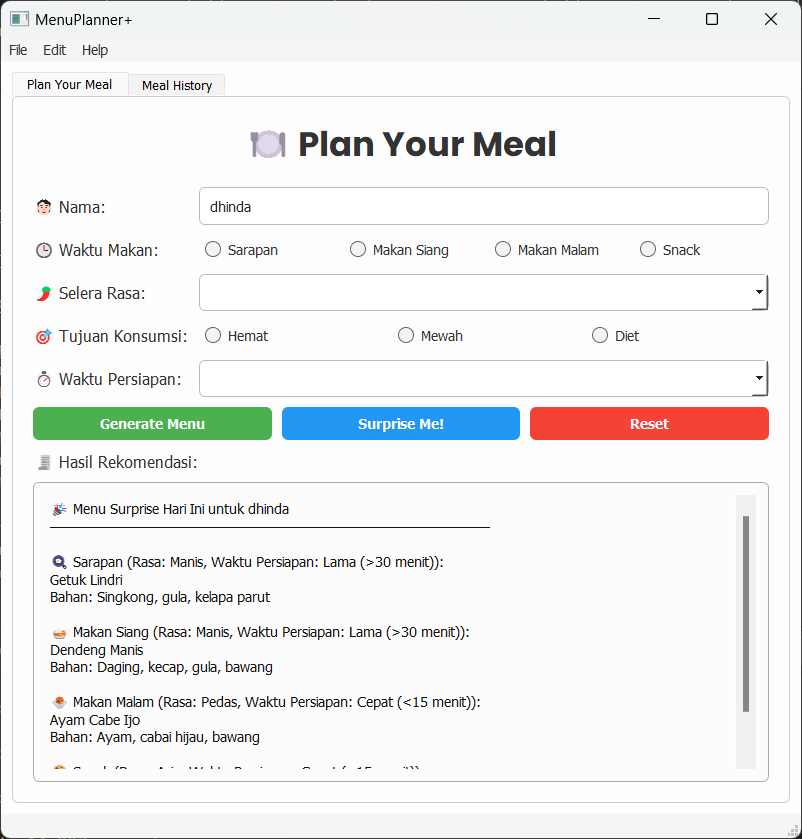 MenuPlanner+
File Edit Help
Plan Your Meal Meal History
Plan Your Meal
Nama: dhinda
Waktu Makan: Sarapan Makan Siang Makan Malam Snack
Selera Rasa:
Tujuan Konsumsi: Hemat Mewah Diet
Waktu Persiapan:
Generate Menu Surprise Me! Reset
Hasil Rekomendasi:
Menu Surprise Hari Ini untuk dhinda
Sarapan (Rasa: Manis, Waktu Persiapan: Lama (>30 menit)):
Getuk Lindri
Bahan: Singkong, gula, kelapa parut
Makan Siang (Rasa: Manis, Waktu Persiapan: Lama (>30 menit)):
Dendeng Manis
Bahan: Daging, kecap, gula, bawang
Makan Malam (Rasa: Pedas, Waktu Persiapan: Cepat (<15 menit)):
Ayam Cabe Ijo
Bahan: Ayam, cabai hijau, bawang